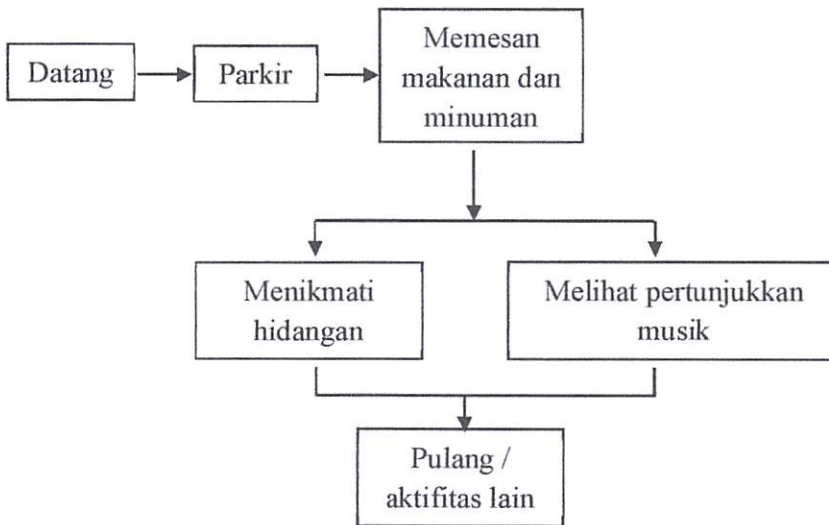 Datang
Parkir
Memesan
makanan dan
minuman
Menikmati
hidangan
Melihat pertunjukkan
musik
Pulang /
aktifitas lain